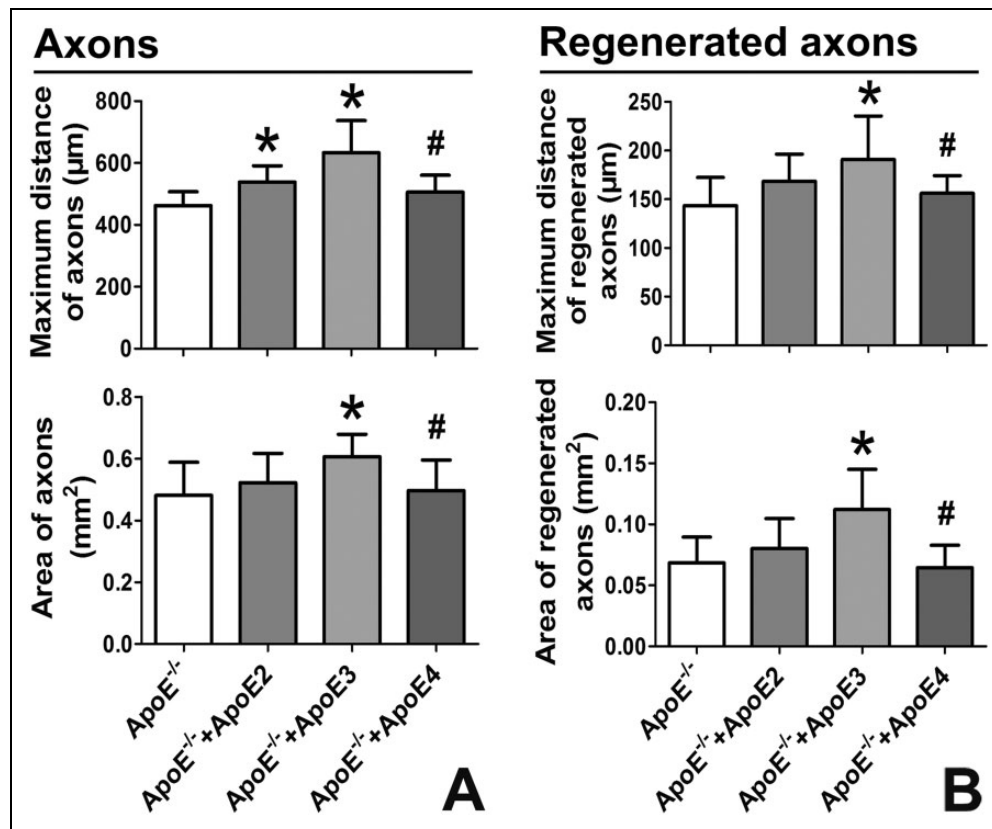 Axons
Maximum distance
of axons (µm)
800
600
400
200
0
*
*
#
Area of axons
(mm²)
0.8
0.6
0.4
0.2
0.0
*
#
ApoE⁻/⁻
ApoE⁻/⁻+ApoE2
ApoE⁻/⁻+ApoE3
ApoE⁻/⁻+ApoE4
A
Regenerated axons
Maximum distance
of regenerated
axons (µm)
250
200
150
100
50
0
*
#
Area of regenerated
axons (mm²)
0.20
0.15
0.10
0.05
0.00
*
#
ApoE⁻/⁻
ApoE⁻/⁻+ApoE2
ApoE⁻/⁻+ApoE3
ApoE⁻/⁻+ApoE4
B